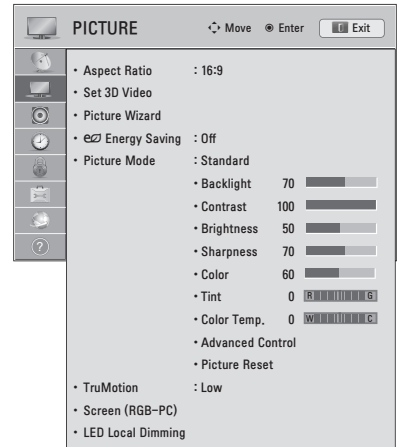 PICTURE Move Enter Exit
• Aspect Ratio : 16:9
• Set 3D Video
• Picture Wizard
• Energy Saving : Off
• Picture Mode : Standard
• Backlight 70
• Contrast 100
• Brightness 50
• Sharpness 70
• Color 60
• Tint 0 R G
• Color Temp. 0 W C
• Advanced Control
• Picture Reset
• TruMotion : Low
• Screen (RGB-PC)
• LED Local Dimming
?